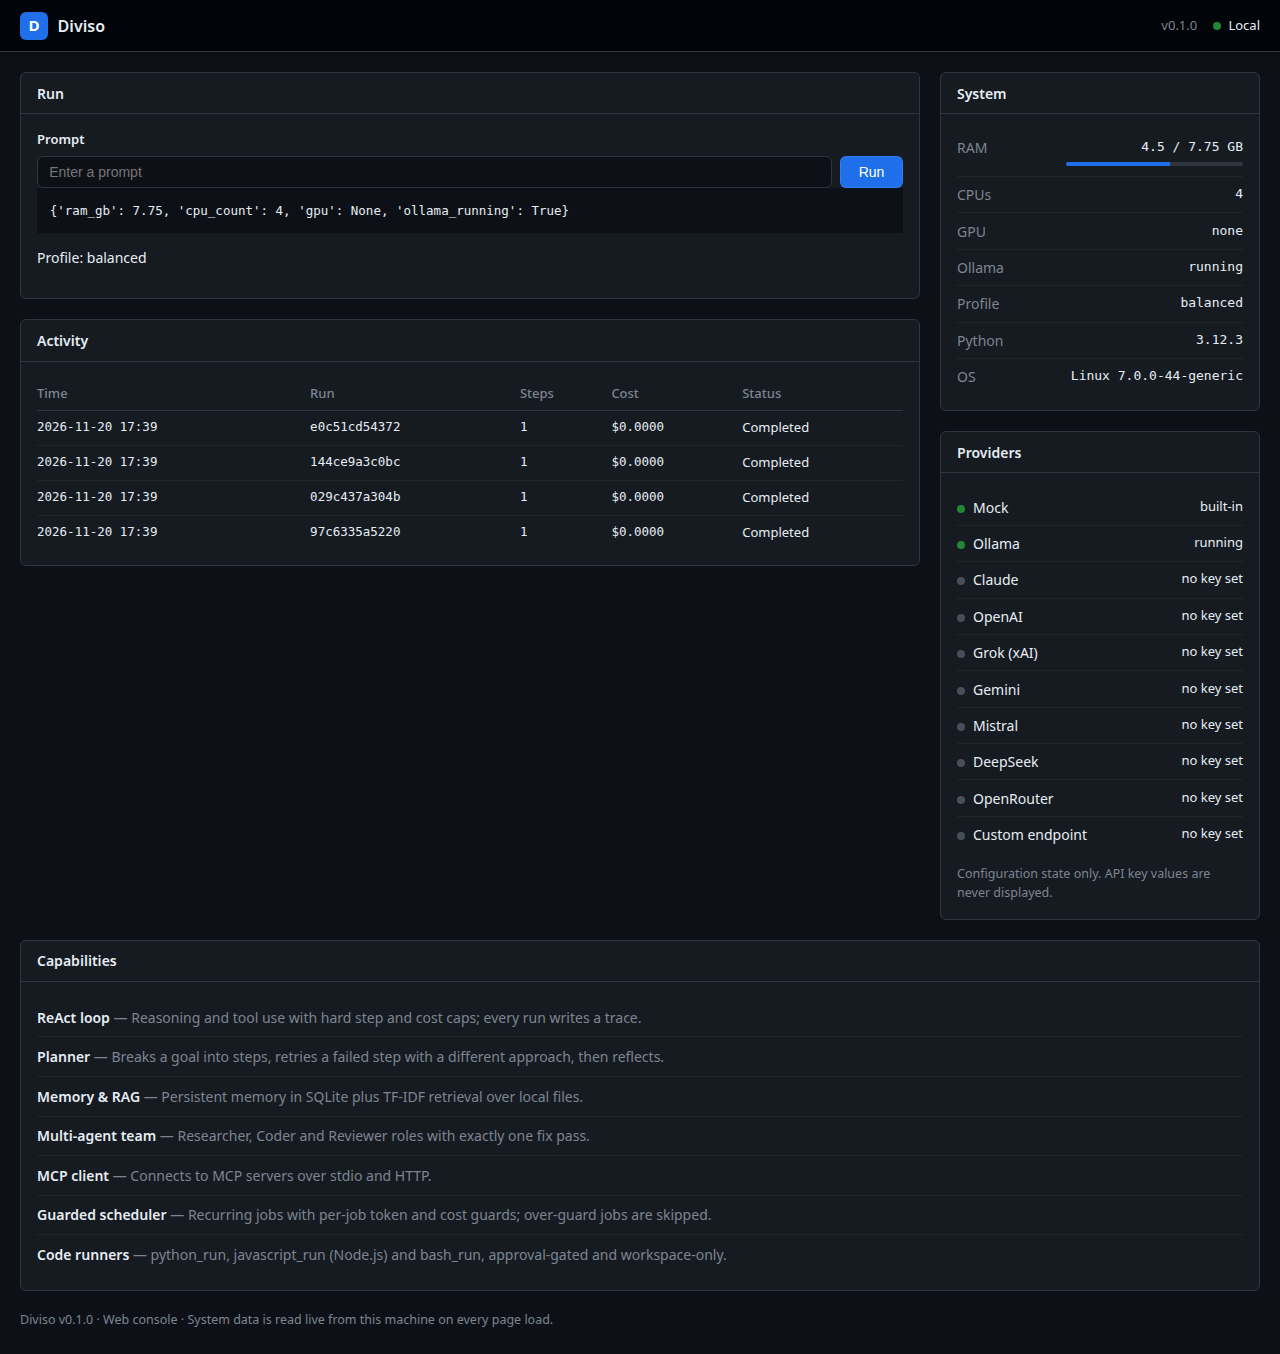 D Diviso
v0.1.0 Local
Run
Prompt
Enter a prompt Run
{'ram_gb': 7.75, 'cpu_count': 4, 'gpu': None, 'ollama_running': True}
Profile: balanced
Activity
Time Run Steps Cost Status
2026-11-20 17:39 e0c51cd54372 1 $0.0000 Completed
2026-11-20 17:39 144ce9a3c0bc 1 $0.0000 Completed
2026-11-20 17:39 029c437a304b 1 $0.0000 Completed
2026-11-20 17:39 97c6335a5220 1 $0.0000 Completed
System
RAM 4.5 / 7.75 GB
CPUs 4
GPU none
Ollama running
Profile balanced
Python 3.12.3
OS Linux 7.0.0-44-generic
Providers
Mock built-in
Ollama running
Claude no key set
OpenAI no key set
Grok (xAI) no key set
Gemini no key set
Mistral no key set
DeepSeek no key set
OpenRouter no key set
Custom endpoint no key set
Configuration state only. API key values are
never displayed.
Capabilities
ReAct loop — Reasoning and tool use with hard step and cost caps; every run writes a trace.
Planner — Breaks a goal into steps, retries a failed step with a different approach, then reflects.
Memory & RAG — Persistent memory in SQLite plus TF-IDF retrieval over local files.
Multi-agent team — Researcher, Coder and Reviewer roles with exactly one fix pass.
MCP client — Connects to MCP servers over stdio and HTTP.
Guarded scheduler — Recurring jobs with per-job token and cost guards; over-guard jobs are skipped.
Code runners — python_run, javascript_run (Node.js) and bash_run, approval-gated and workspace-only.
Diviso v0.1.0 · Web console · System data is read live from this machine on every page load.